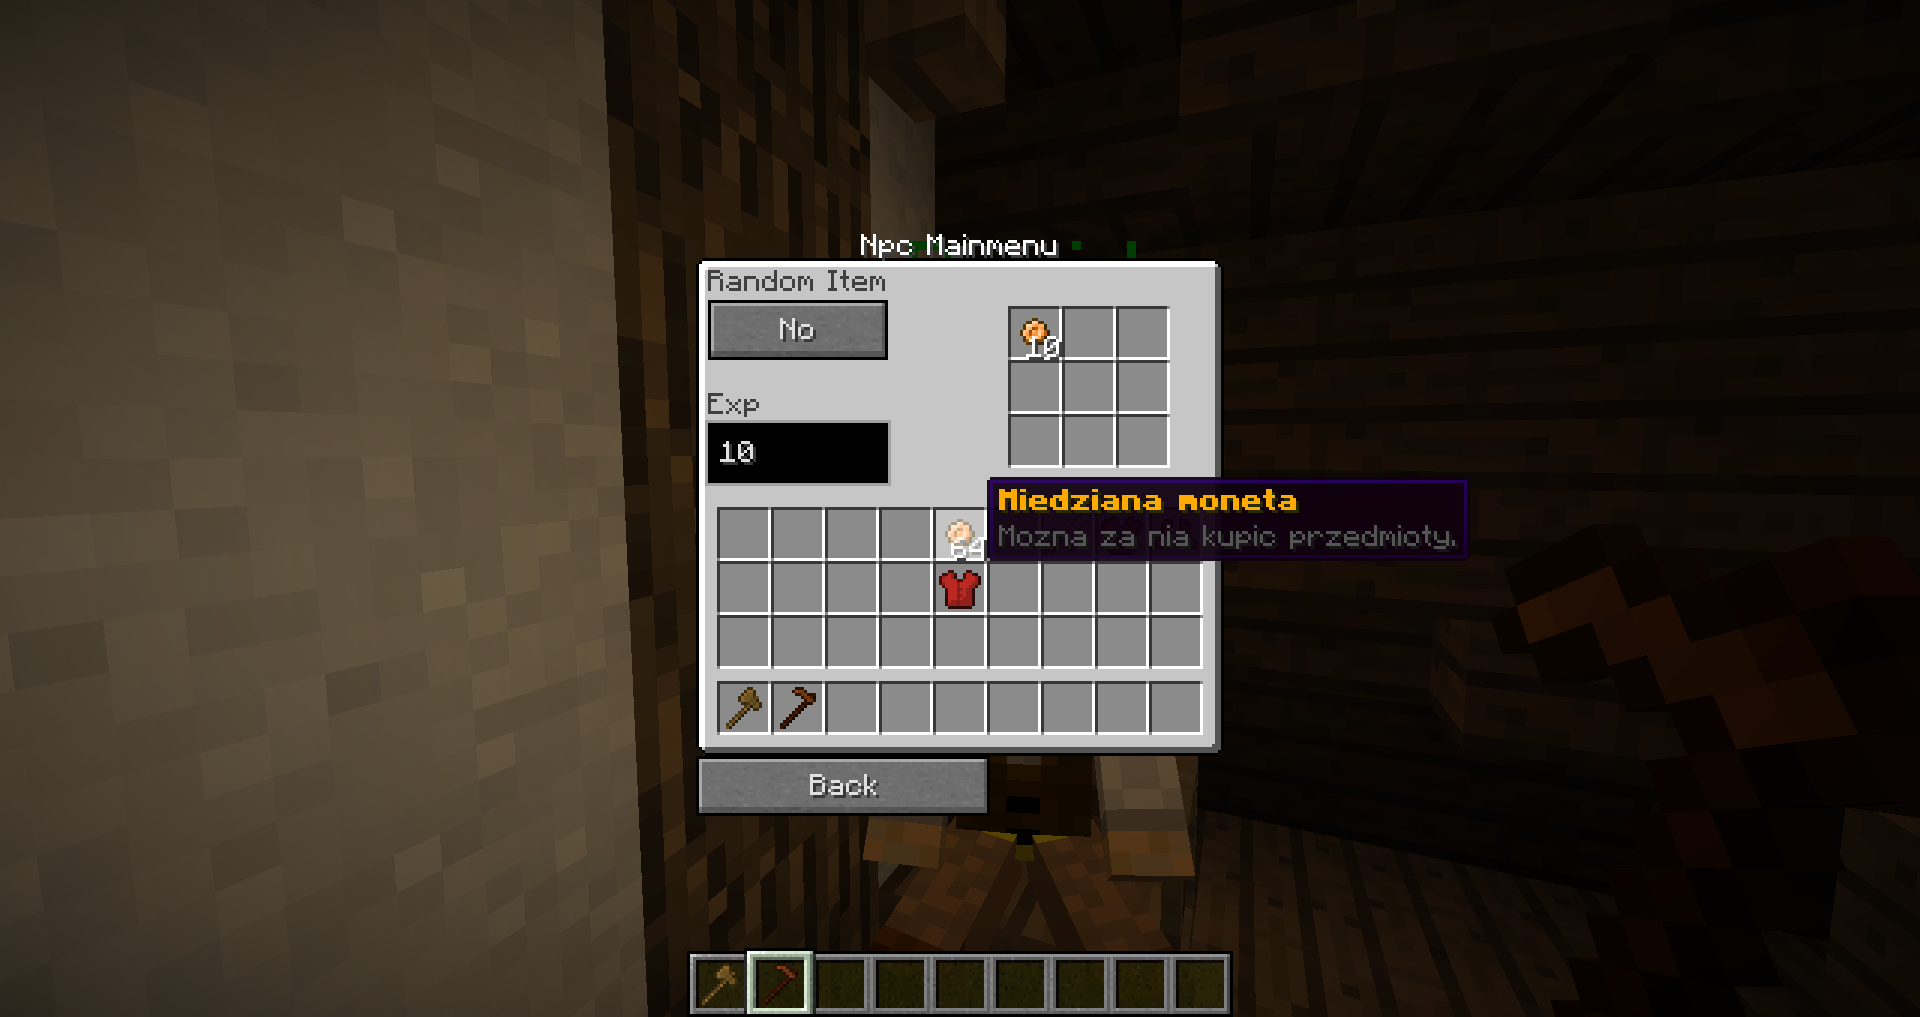 Npc Mainmenu
Random Item
No
10
Exp
10
Miedziana moneta
Mozna za nia kupic przedmioty.
64
Back